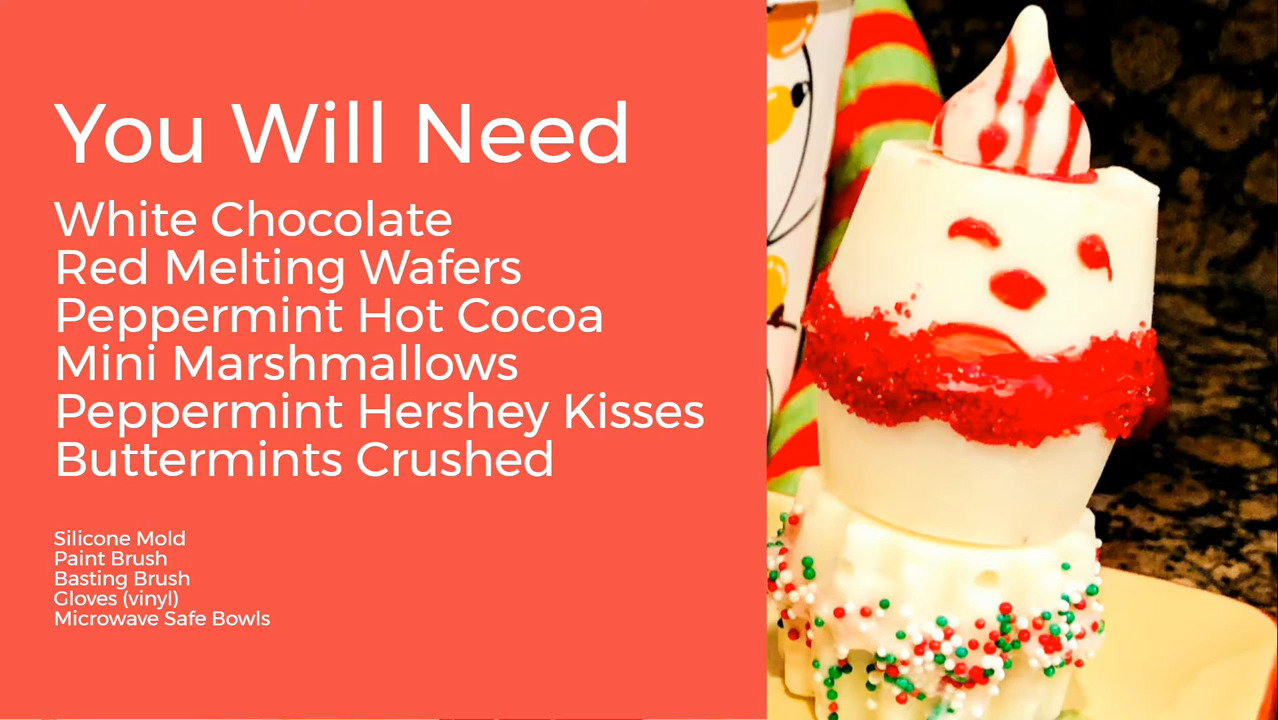 You Will Need
White Chocolate
Red Melting Wafers
Peppermint Hot Cocoa
Mini Marshmallows
Peppermint Hershey Kisses
Buttermints Crushed
Silicone Mold
Paint Brush
Basting Brush
Gloves (vinyl)
Microwave Safe Bowls